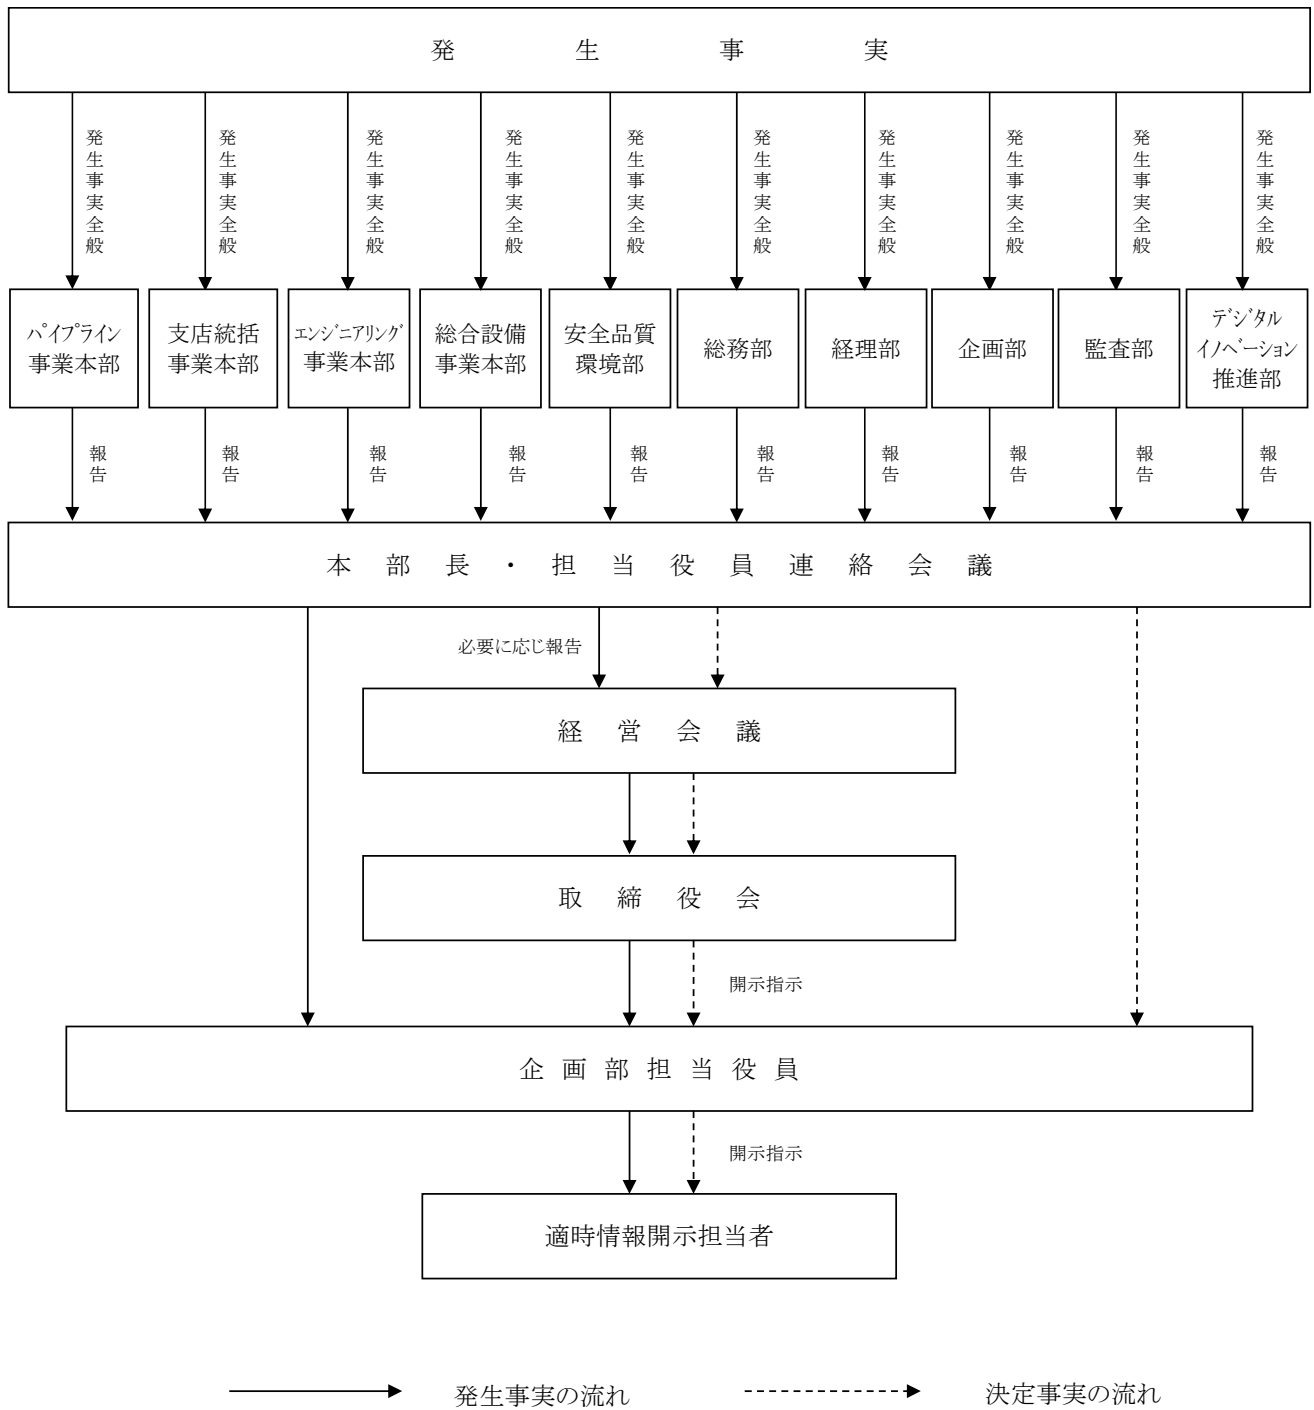 発生事実
発生事実全般
発生事実全般
発生事実全般
発生事実全般
発生事実全般
発生事実全般
発生事実全般
発生事実全般
発生事実全般
発生事実全般
パイプライン
事業本部
支店統括
事業本部
エンジニアリング
事業本部
総合設備
事業本部
安全品質
環境部
総務部
経理部
企画部
監査部
デジタル
イノベーション
推進部
報告
報告
報告
報告
報告
報告
報告
報告
報告
報告
本部長・担当役員連絡会議
必要に応じ報告
経営会議
取締役会
開示指示
企画部担当役員
開示指示
適時情報開示担当者
発生事実の流れ
決定事実の流れ